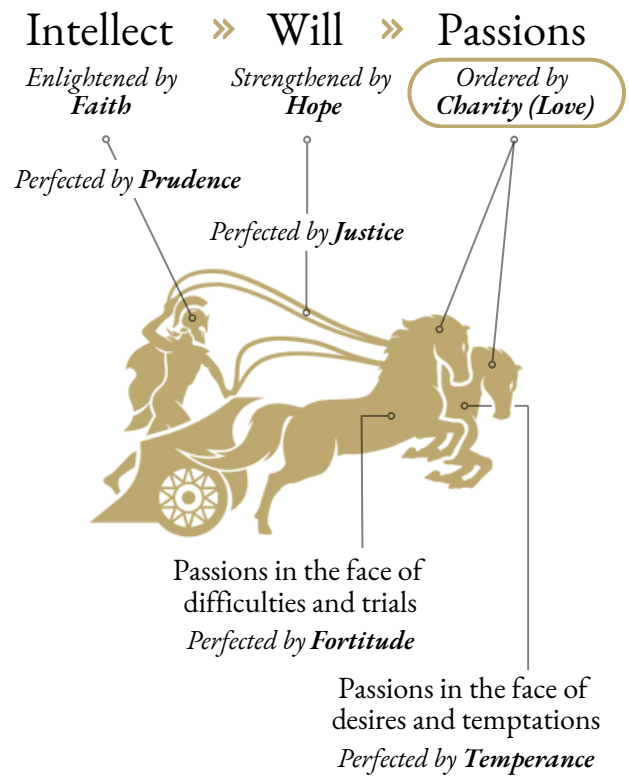 Intellect » Will » Passions
Enlightened by
Faith
Strengthened by
Hope
Ordered by
Charity (Love)
Perfected by Prudence
Perfected by Justice
Passions in the face of
difficulties and trials
Perfected by Fortitude
Passions in the face of
desires and temptations
Perfected by Temperance